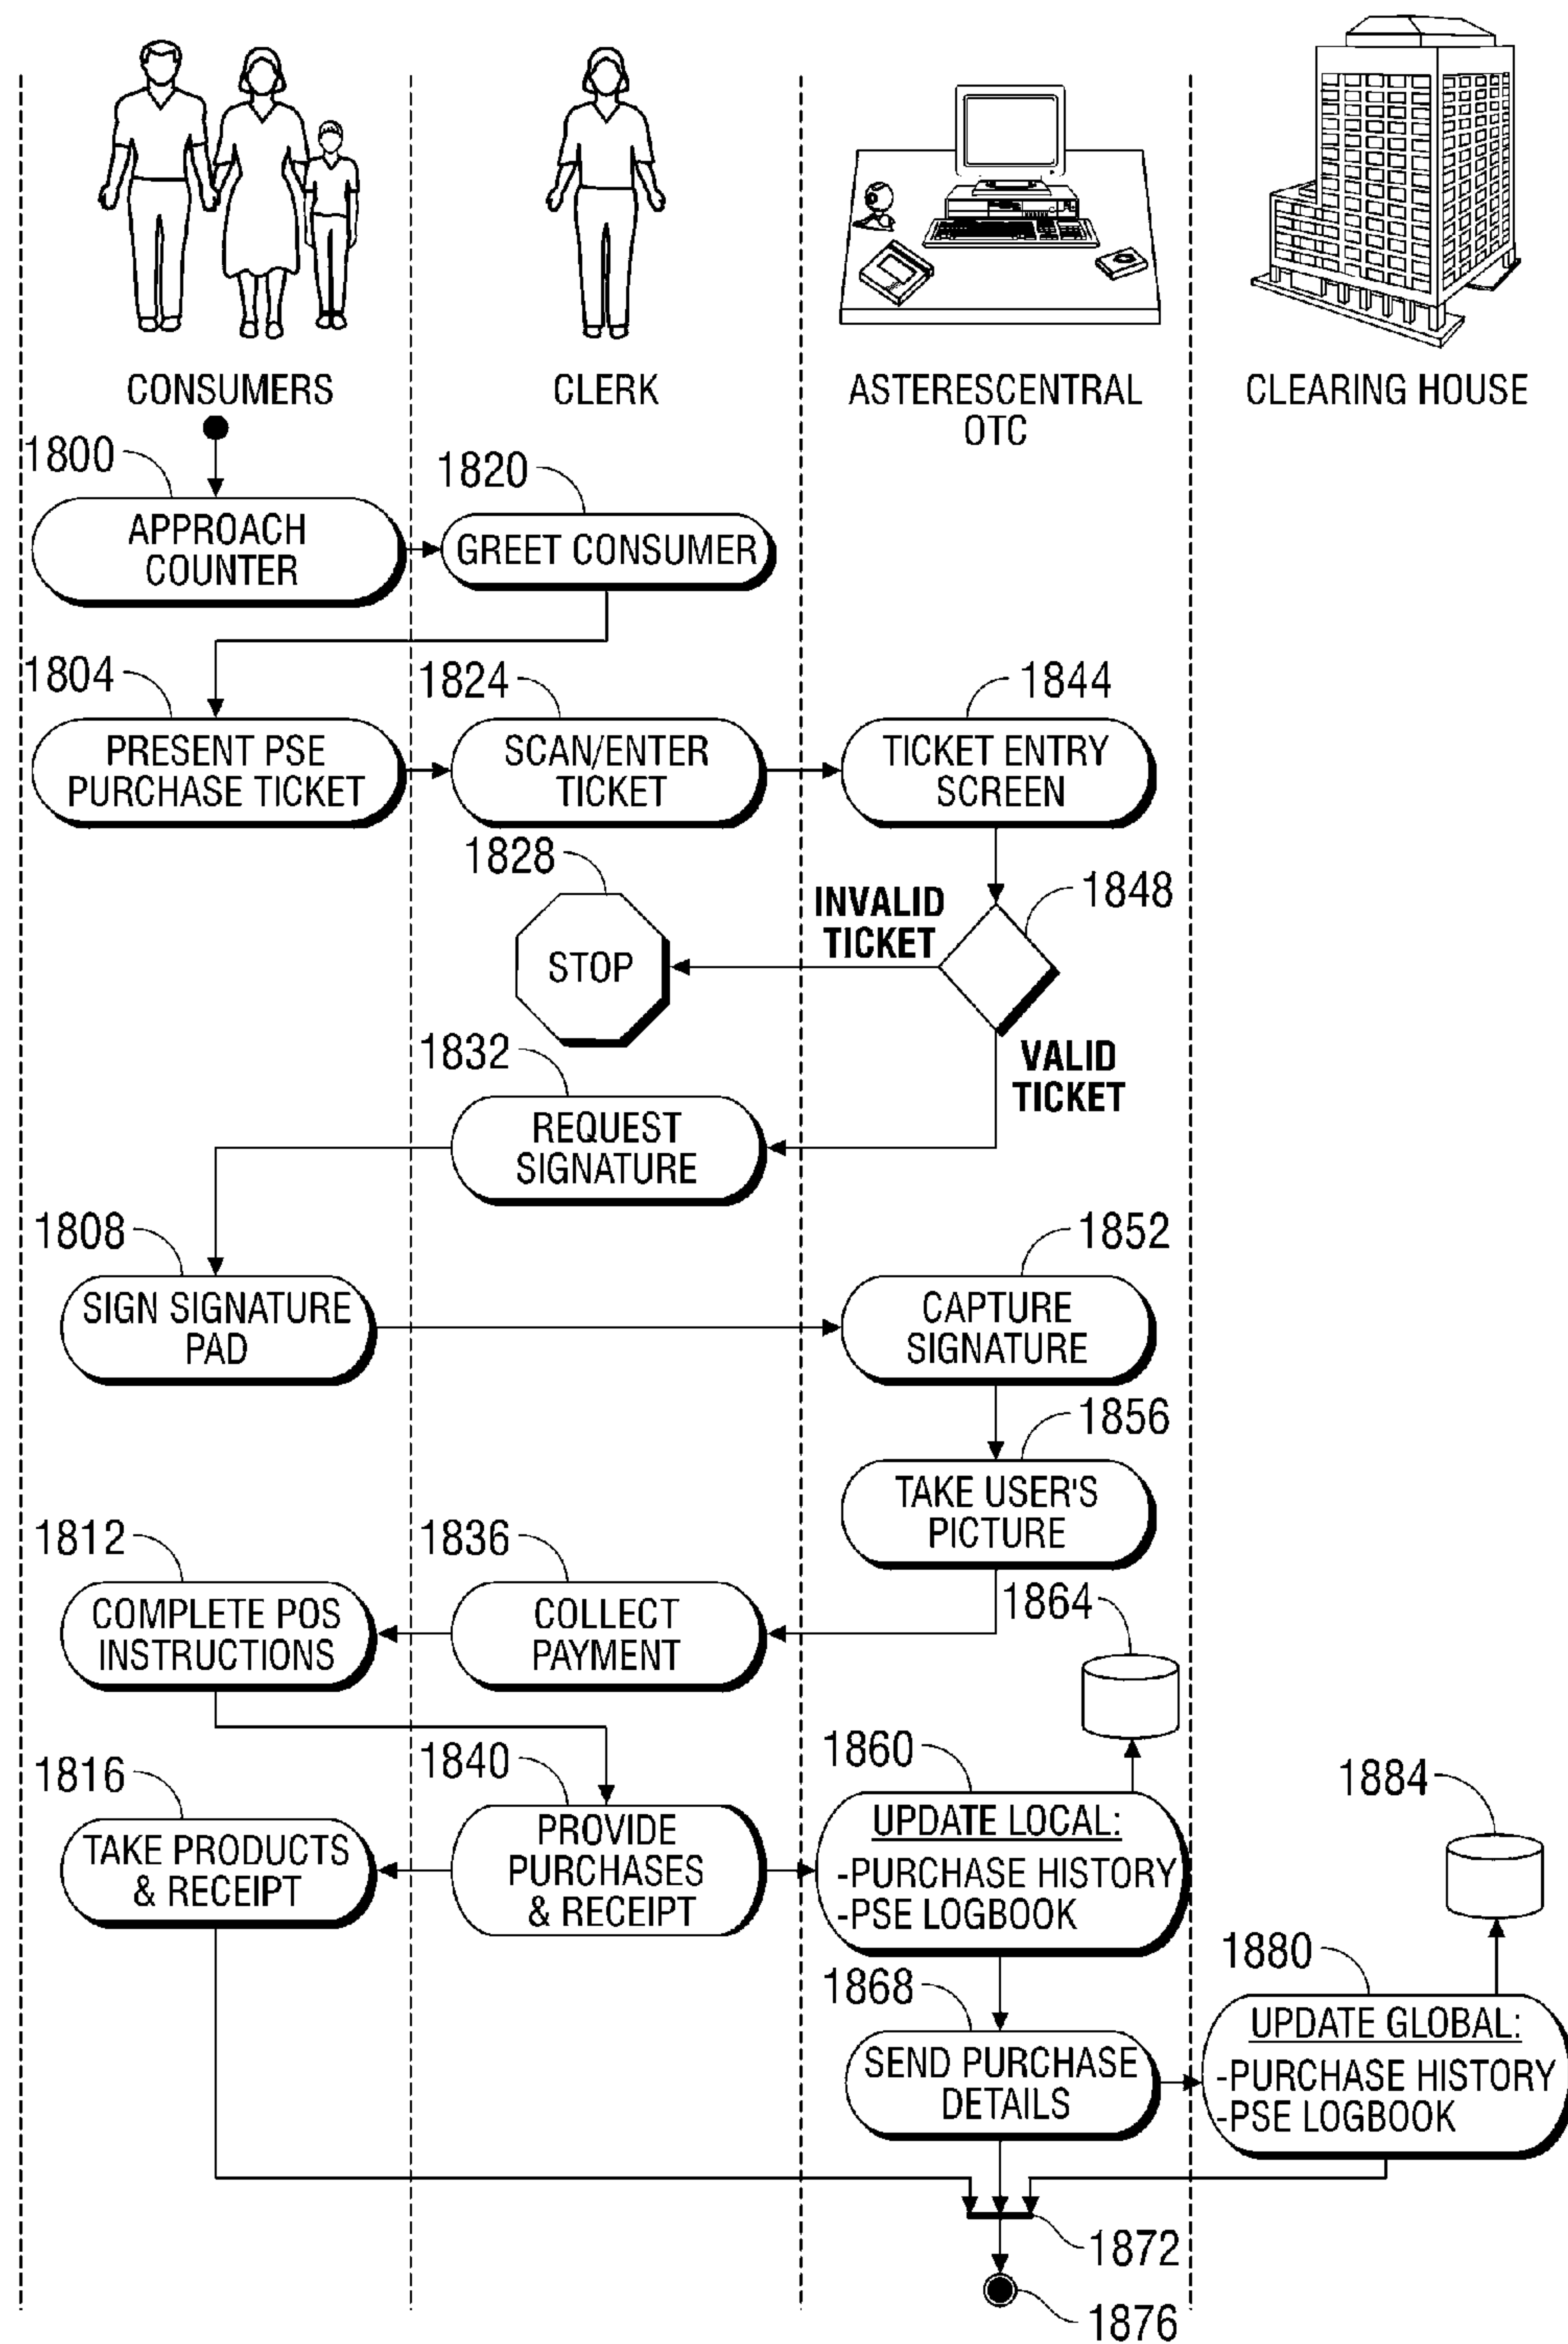 CONSUMERS
CLERK
ASTERESCENTRAL
OTC
CLEARING HOUSE
1800
APPROACH
COUNTER
1820
GREET CONSUMER
1804
PRESENT PSE
PURCHASE TICKET
1824
SCAN/ENTER
TICKET
1844
TICKET ENTRY
SCREEN
1828
STOP
INVALID
TICKET
1848
VALID
TICKET
1832
REQUEST
SIGNATURE
1808
SIGN SIGNATURE
PAD
1852
CAPTURE
SIGNATURE
1856
TAKE USER'S
PICTURE
1812
COMPLETE POS
INSTRUCTIONS
1836
COLLECT
PAYMENT
1864
1816
TAKE PRODUCTS
& RECEIPT
1840
PROVIDE
PURCHASES
& RECEIPT
1860
UPDATE LOCAL:
-PURCHASE HISTORY
-PSE LOGBOOK
1884
1868
SEND PURCHASE
DETAILS
1880
UPDATE GLOBAL:
-PURCHASE HISTORY
-PSE LOGBOOK
1872
1876